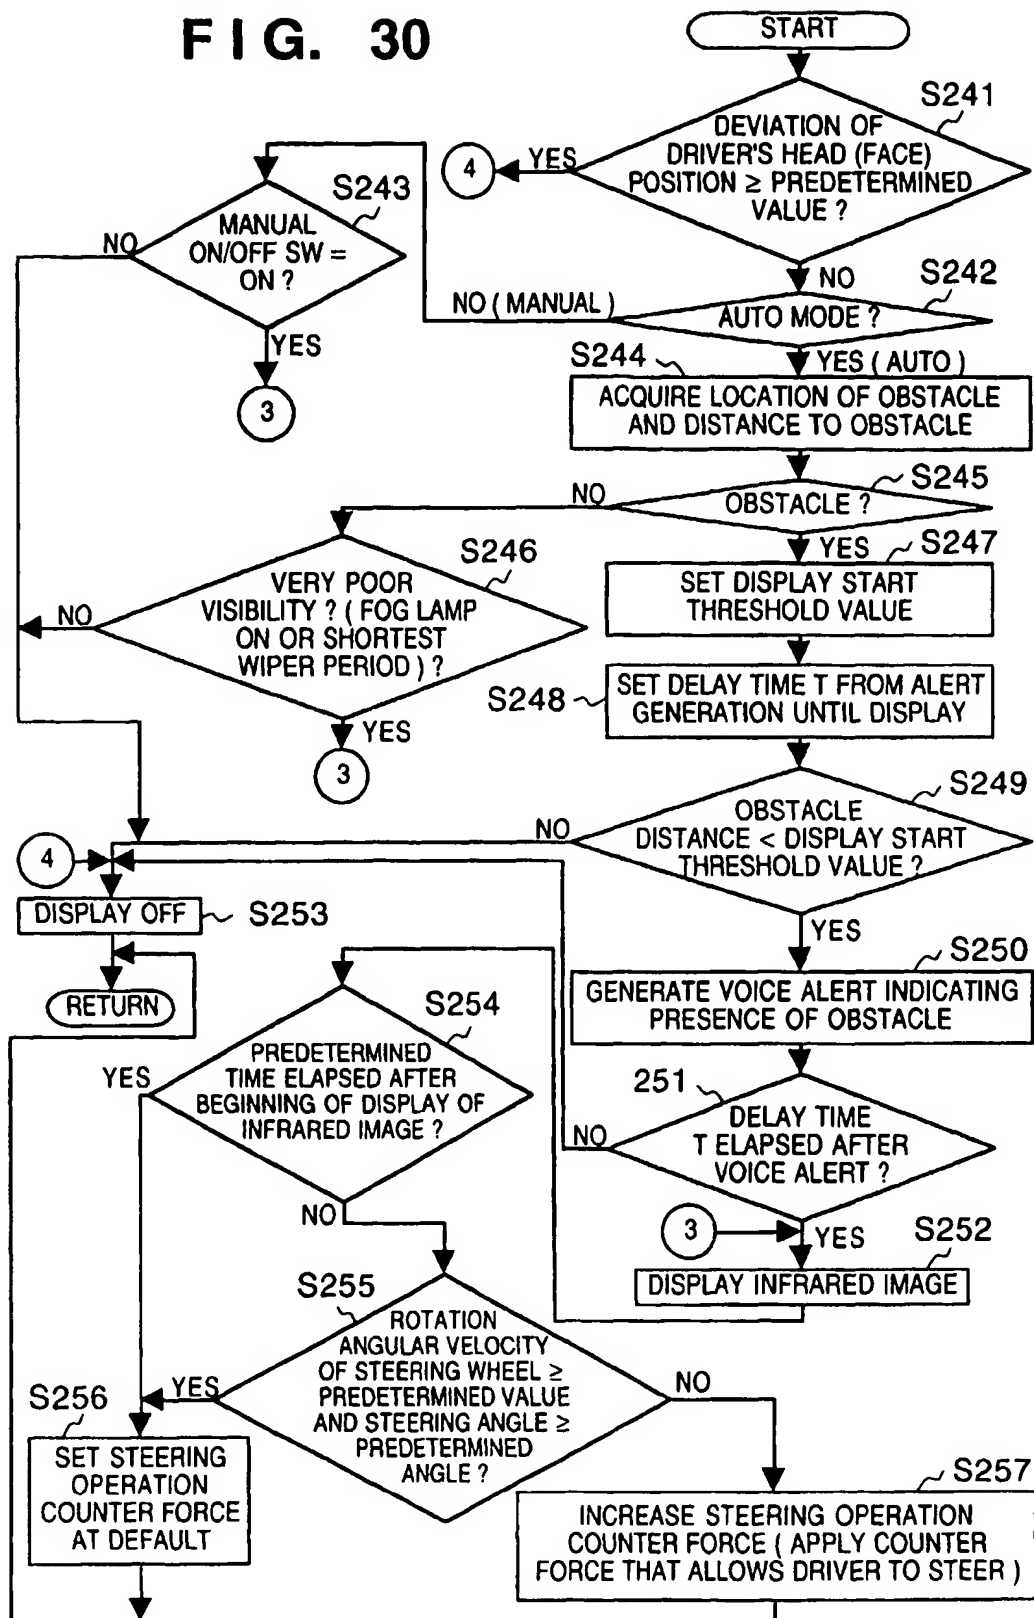 FIG. 30
START
S241
DEVIATION OF
DRIVER'S HEAD (FACE)
POSITION ≥ PREDETERMINED
VALUE ?
YES
4
NO
S242
AUTO MODE ?
NO ( MANUAL )
S243
MANUAL
ON/OFF SW =
ON ?
NO
YES
3
YES ( AUTO )
S244
ACQUIRE LOCATION OF OBSTACLE
AND DISTANCE TO OBSTACLE
S245
OBSTACLE ?
NO
S246
VERY POOR
VISIBILITY ? ( FOG LAMP
ON OR SHORTEST
WIPER PERIOD ) ?
NO
YES
3
YES
S247
SET DISPLAY START
THRESHOLD VALUE
S248
SET DELAY TIME T FROM ALERT
GENERATION UNTIL DISPLAY
S249
OBSTACLE
DISTANCE < DISPLAY START
THRESHOLD VALUE ?
NO
4
DISPLAY OFF
S253
RETURN
YES
S250
GENERATE VOICE ALERT INDICATING
PRESENCE OF OBSTACLE
251
DELAY TIME
T ELAPSED AFTER
VOICE ALERT ?
NO
YES
3
S252
DISPLAY INFRARED IMAGE
S254
PREDETERMINED
TIME ELAPSED AFTER
BEGINNING OF DISPLAY OF
INFRARED IMAGE ?
YES
NO
S255
ROTATION
ANGULAR VELOCITY
OF STEERING WHEEL ≥
PREDETERMINED VALUE
AND STEERING ANGLE ≥
PREDETERMINED
ANGLE ?
YES
NO
S256
SET STEERING
OPERATION
COUNTER FORCE
AT DEFAULT
S257
INCREASE STEERING OPERATION
COUNTER FORCE ( APPLY COUNTER
FORCE THAT ALLOWS DRIVER TO STEER )